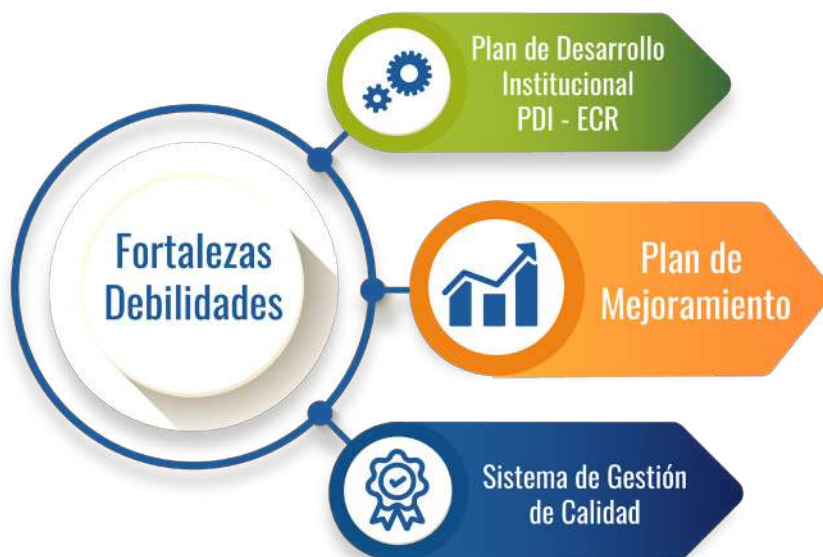 Plan de Desarrollo
Institucional
PDI - ECR
Fortalezas
Debilidades
Plan de
Mejoramiento
Sistema de Gestión
de Calidad